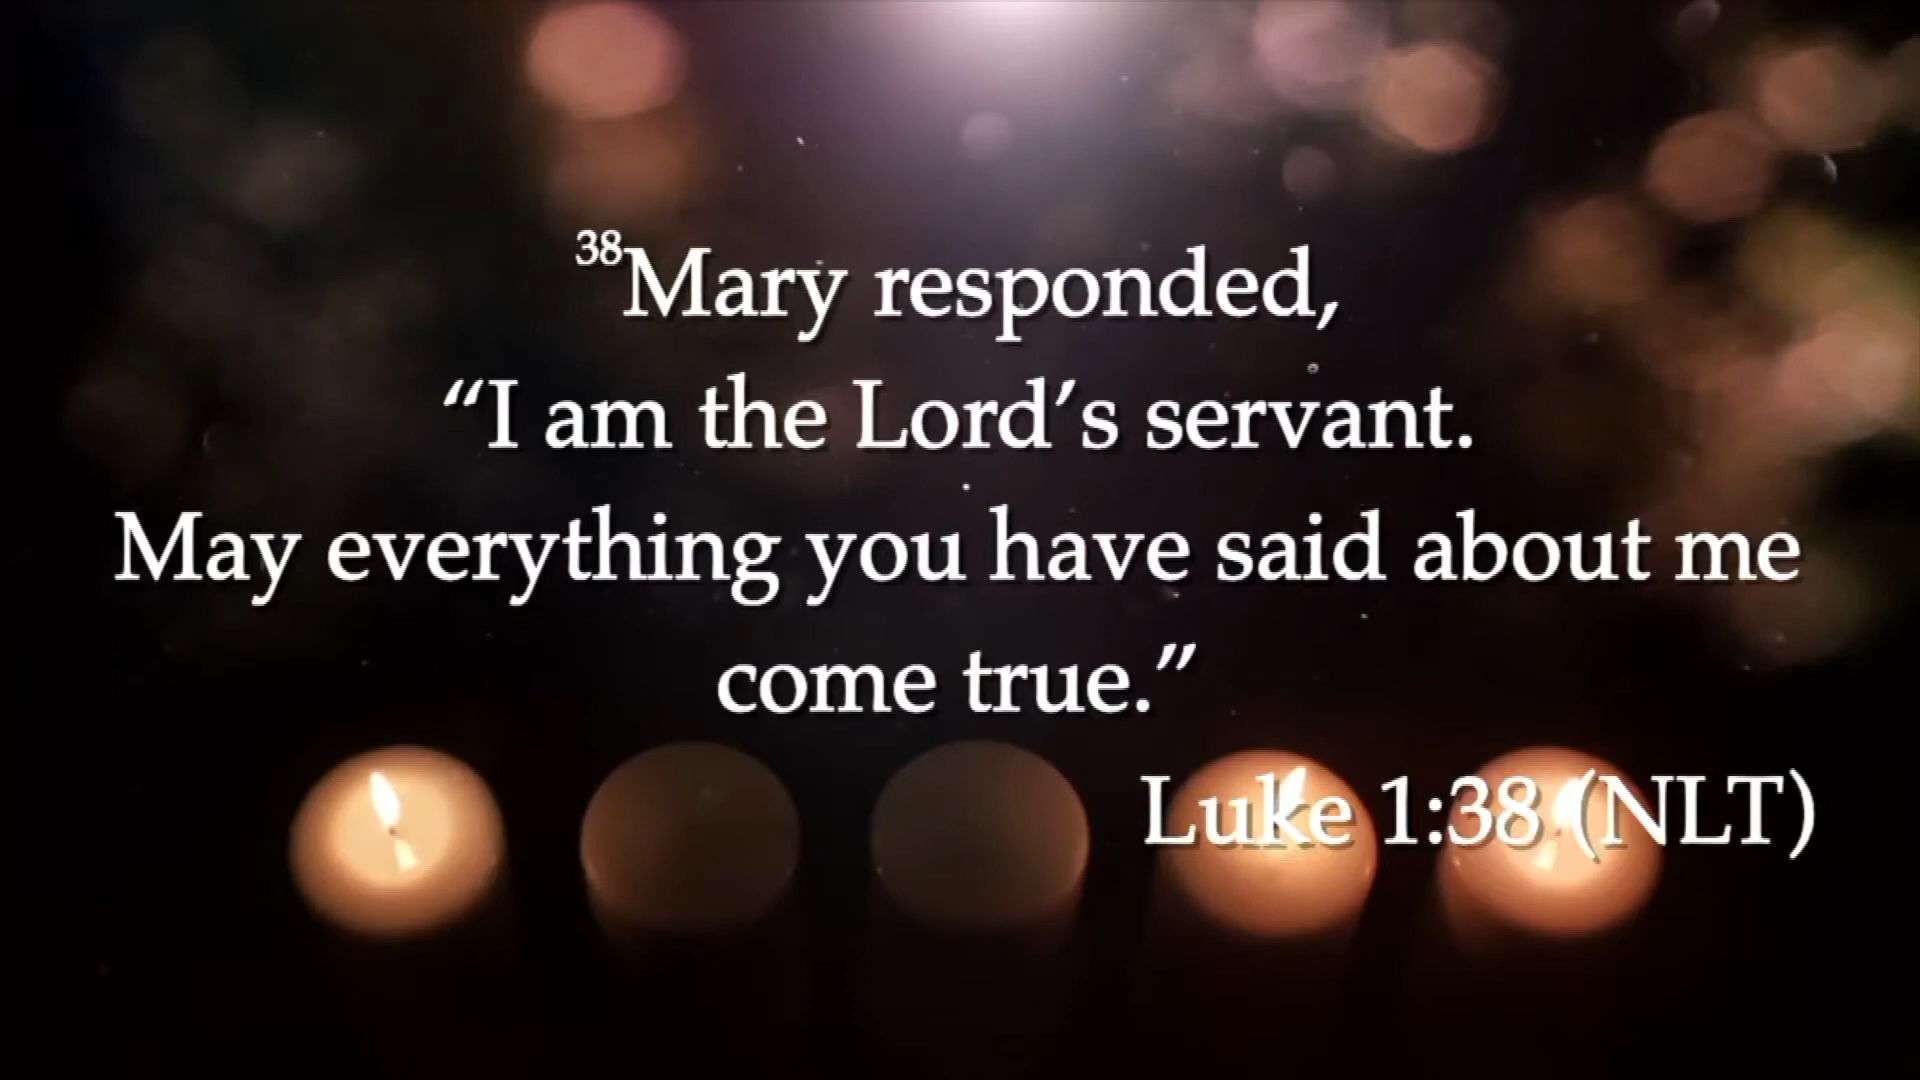 38Mary responded,
“I am the Lord’s servant.
May everything you have said about me
come true.”
Luke 1:38 (NLT)